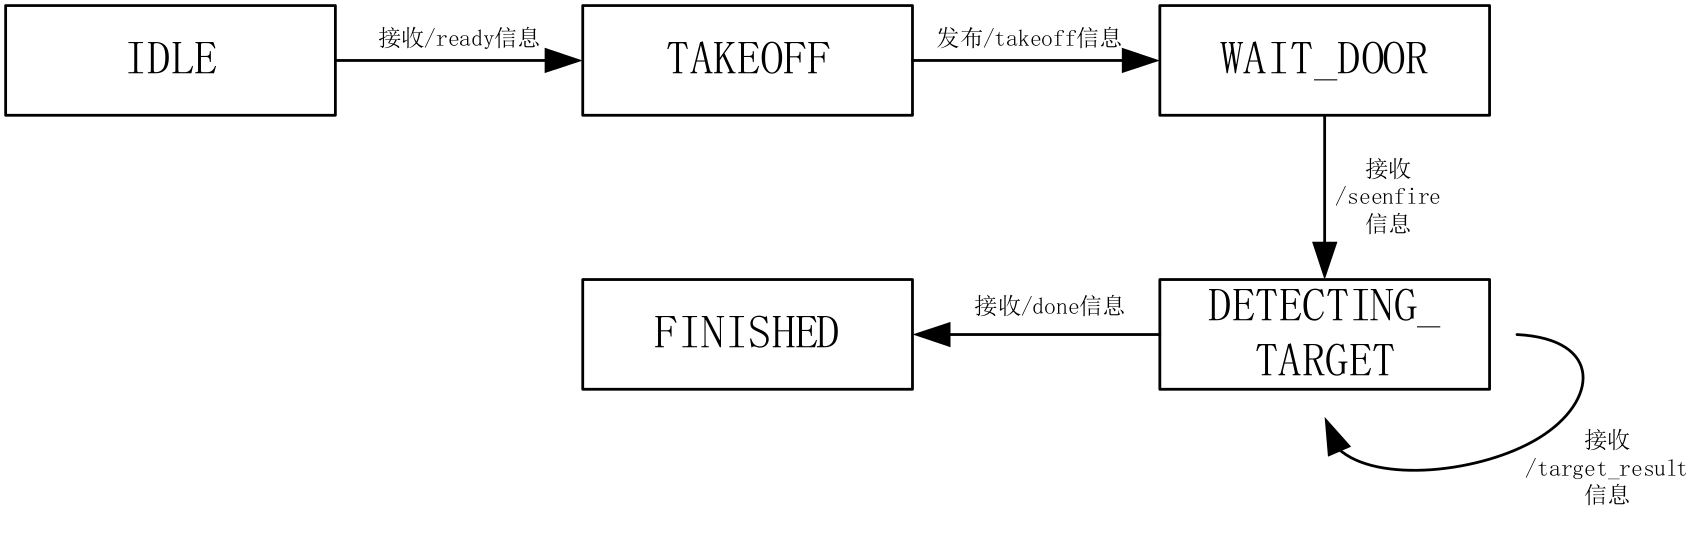 IDLE
接收/ready信息
TAKEOFF
发布/takeoff信息
WAIT_DOOR
接收
/seenfire
信息
FINISHED
接收/done信息
DETECTING_
TARGET
接收
/target_result
信息